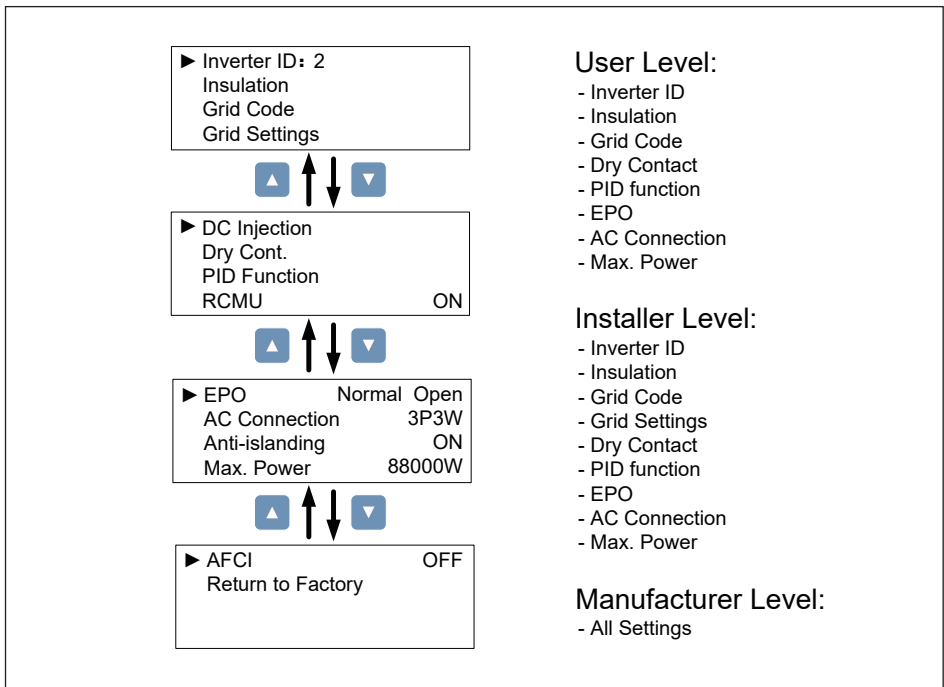 ► Inverter ID：2
Insulation
Grid Code
Grid Settings
▲ ▼
► DC Injection
Dry Cont.
PID Function
RCMU ON
▲ ▼
► EPO Normal Open
AC Connection 3P3W
Anti-islanding ON
Max. Power 88000W
▲ ▼
► AFCI OFF
Return to Factory
User Level:
- Inverter ID
- Insulation
- Grid Code
- Dry Contact
- PID function
- EPO
- AC Connection
- Max. Power
Installer Level:
- Inverter ID
- Insulation
- Grid Code
- Grid Settings
- Dry Contact
- PID function
- EPO
- AC Connection
- Max. Power
Manufacturer Level:
- All Settings